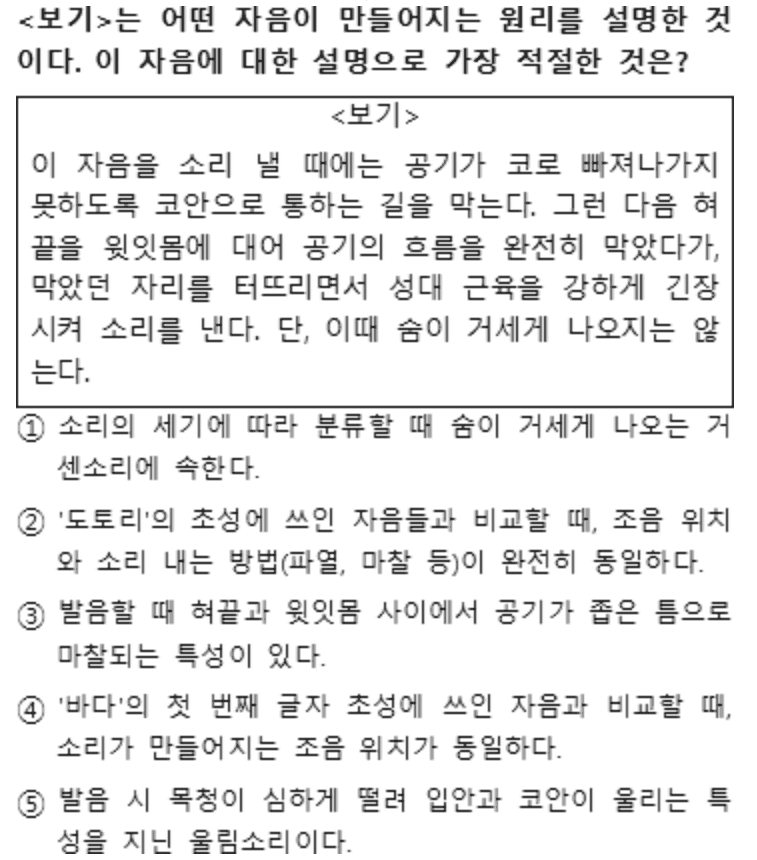 <보기>는 어떤 자음이 만들어지는 원리를 설명한 것
이다. 이 자음에 대한 설명으로 가장 적절한 것은?
<보기>
이 자음을 소리 낼 때에는 공기가 코로 빠져나가지
못하도록 코안으로 통하는 길을 막는다. 그런 다음 혀
끝을 윗잇몸에 대어 공기의 흐름을 완전히 막았다가,
막았던 자리를 터뜨리면서 성대 근육을 강하게 긴장
시켜 소리를 낸다. 단, 이때 숨이 거세게 나오지는 않
는다.
① 소리의 세기에 따라 분류할 때 숨이 거세게 나오는 거
센소리에 속한다.
② '도토리'의 초성에 쓰인 자음들과 비교할 때, 조음 위치
와 소리 내는 방법(파열, 마찰 등)이 완전히 동일하다.
③ 발음할 때 혀끝과 윗잇몸 사이에서 공기가 좁은 틈으로
마찰되는 특성이 있다.
④ '바다'의 첫 번째 글자 초성에 쓰인 자음과 비교할 때,
소리가 만들어지는 조음 위치가 동일하다.
⑤ 발음 시 목청이 심하게 떨려 입안과 코안이 울리는 특
성을 지닌 울림소리이다.